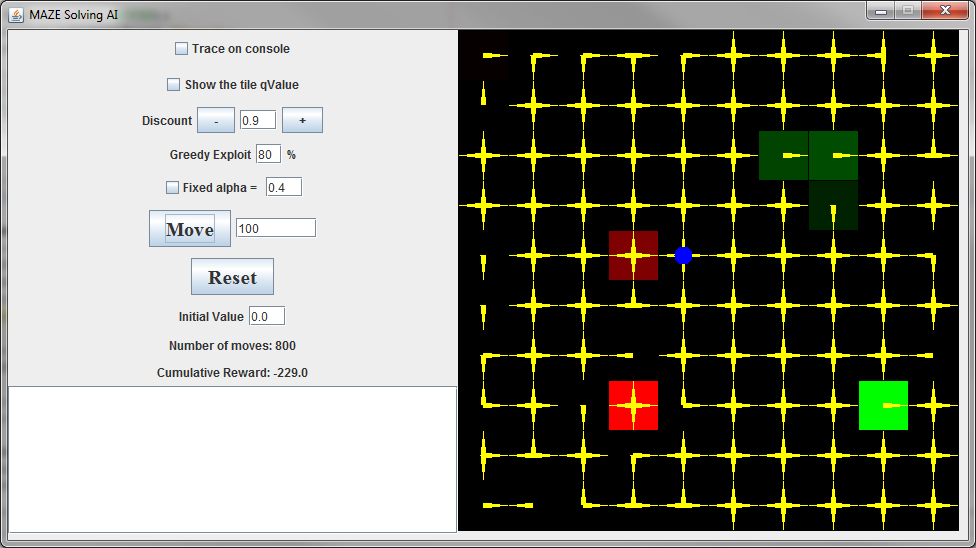 MAZE Solving AI
Trace on console
Show the tile qValue
Discount - 0.9 +
Greedy Exploit 80 %
Fixed alpha = 0.4
Move 100
Reset
Initial Value 0.0
Number of moves: 800
Cumulative Reward: -229.0